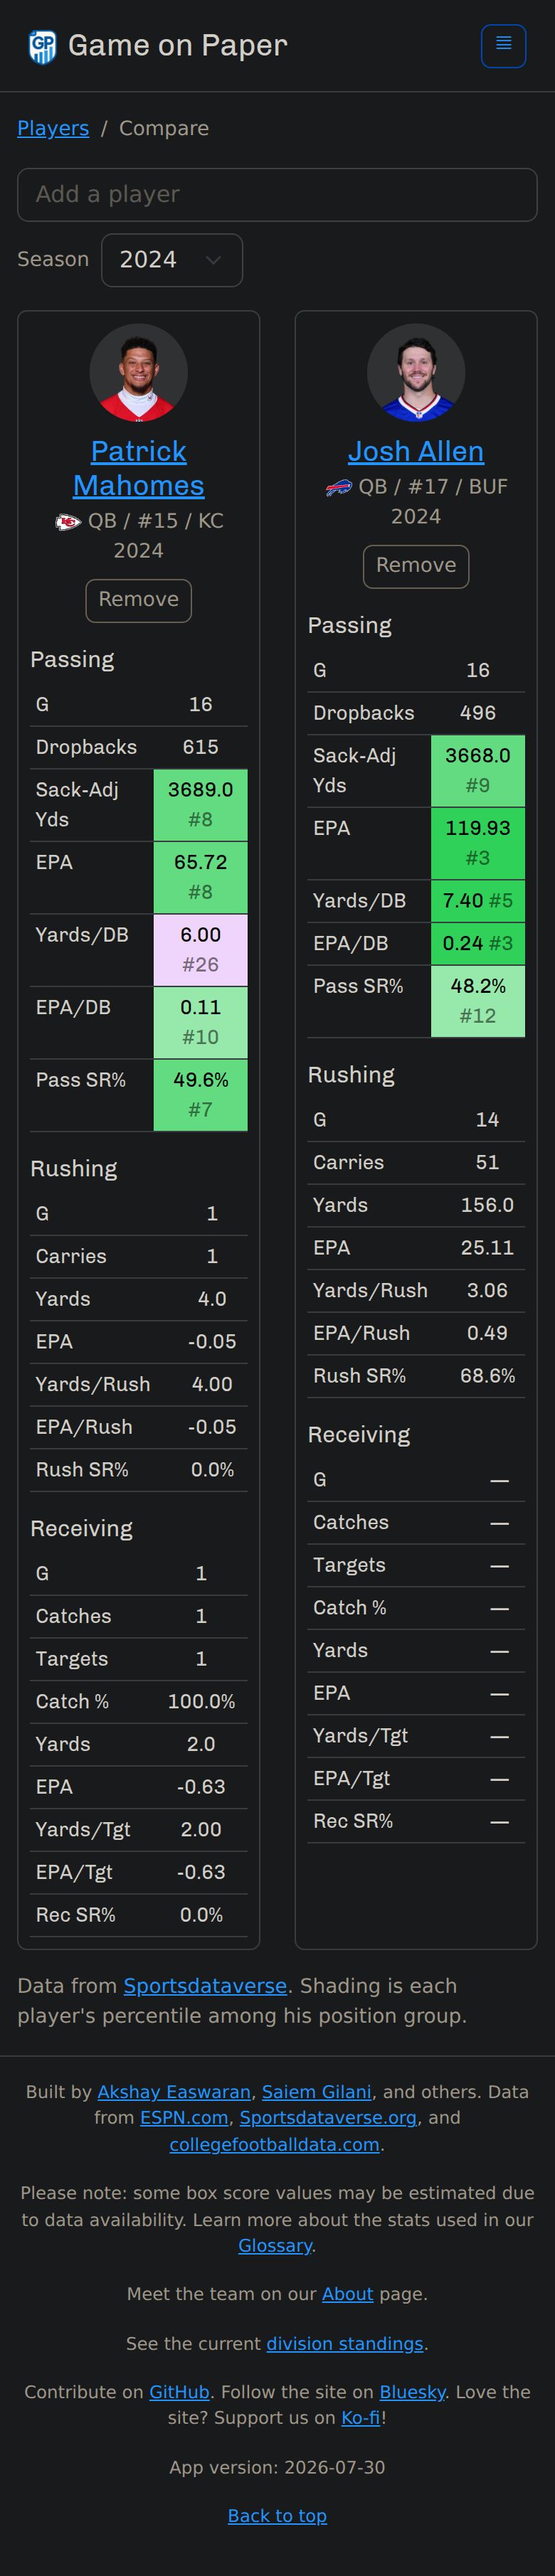 GP Game on Paper
Players / Compare
Add a player
Season 2024
Patrick
Mahomes
QB / #15 / KC
2024
Remove
Passing
G 16
Dropbacks 615
Sack-Adj
Yds
3689.0
#8
EPA 65.72
#8
Yards/DB 6.00
#26
EPA/DB 0.11
#10
Pass SR% 49.6%
#7
Rushing
G 1
Carries 1
Yards 4.0
EPA -0.05
Yards/Rush 4.00
EPA/Rush -0.05
Rush SR% 0.0%
Receiving
G 1
Catches 1
Targets 1
Catch % 100.0%
Yards 2.0
EPA -0.63
Yards/Tgt 2.00
EPA/Tgt -0.63
Rec SR% 0.0%
Josh Allen
QB / #17 / BUF
2024
Remove
Passing
G 16
Dropbacks 496
Sack-Adj
Yds
3668.0
#9
EPA 119.93
#3
Yards/DB 7.40 #5
EPA/DB 0.24 #3
Pass SR% 48.2%
#12
Rushing
G 14
Carries 51
Yards 156.0
EPA 25.11
Yards/Rush 3.06
EPA/Rush 0.49
Rush SR% 68.6%
Receiving
G —
Catches —
Targets —
Catch % —
Yards —
EPA —
Yards/Tgt —
EPA/Tgt —
Rec SR% —
Data from Sportsdataverse. Shading is each
player's percentile among his position group.
Built by Akshay Easwaran, Saiem Gilani, and others. Data
from ESPN.com, Sportsdataverse.org, and
collegefootballdata.com.
Please note: some box score values may be estimated due
to data availability. Learn more about the stats used in our
Glossary.
Meet the team on our About page.
See the current division standings.
Contribute on GitHub. Follow the site on Bluesky. Love the
site? Support us on Ko-fi!
App version: 2026-07-30
Back to top